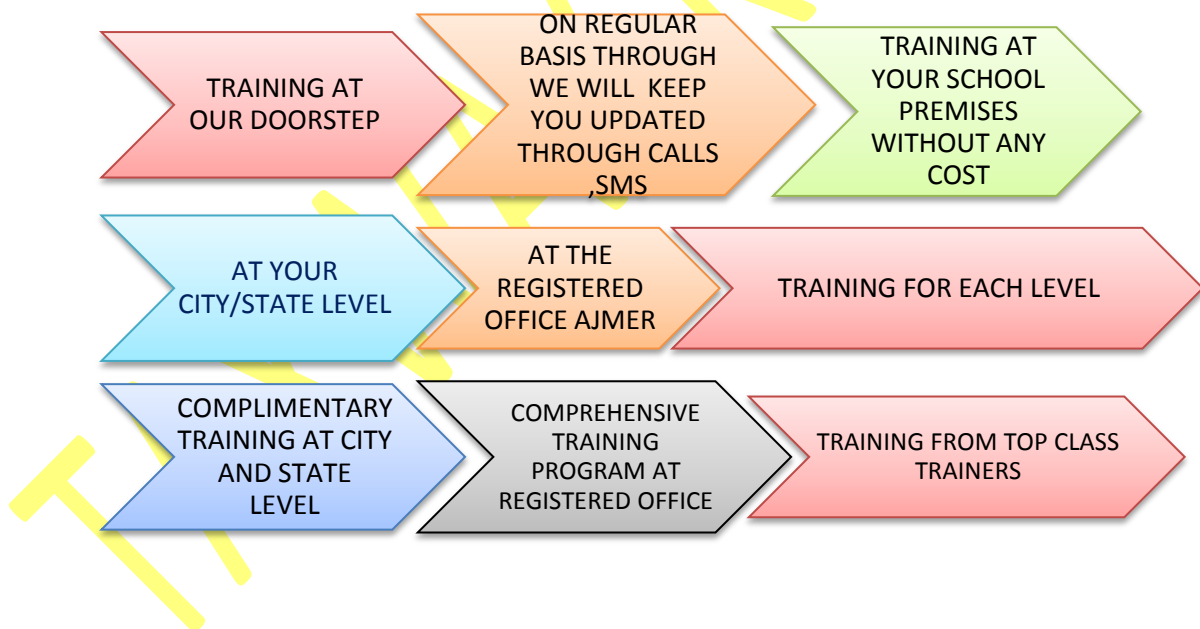 TRAINING AT
OUR DOORSTEP
ON REGULAR
BASIS THROUGH
WE WILL KEEP
YOU UPDATED
THROUGH CALLS
,SMS
TRAINING AT
YOUR SCHOOL
PREMISES
WITHOUT ANY
COST
AT YOUR
CITY/STATE LEVEL
AT THE
REGISTERED
OFFICE AJMER
TRAINING FOR EACH LEVEL
COMPLIMENTARY
TRAINING AT CITY
AND STATE
LEVEL
COMPREHENSIVE
TRAINING
PROGRAM AT
REGISTERED OFFICE
TRAINING FROM TOP CLASS
TRAINERS